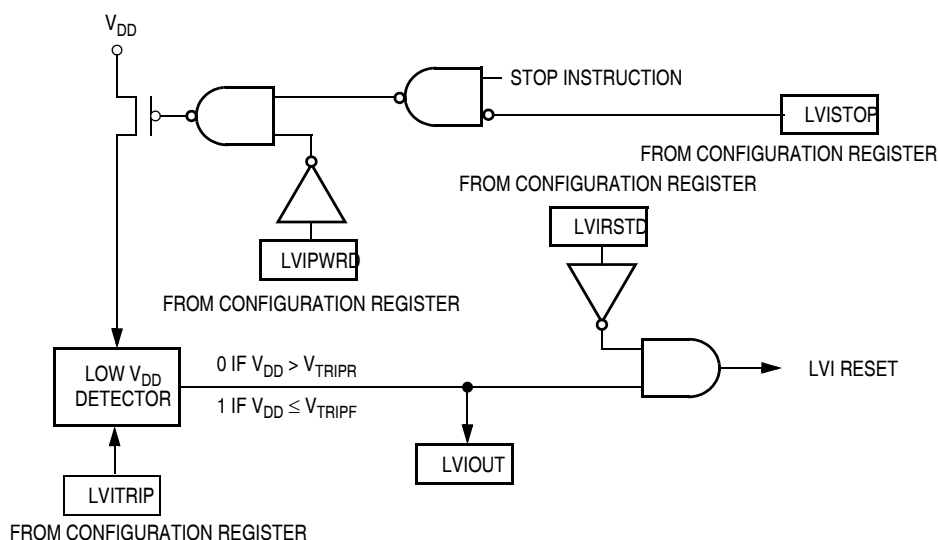 VDD
STOP INSTRUCTION
LVISTOP
FROM CONFIGURATION REGISTER
FROM CONFIGURATION REGISTER
LVIRSTD
LVIPWRD
FROM CONFIGURATION REGISTER
LOW VDD
DETECTOR
0 IF VDD > VTRIPR
1 IF VDD ≤ VTRIPF
LVI RESET
LVIOUT
LVITRIP
FROM CONFIGURATION REGISTER